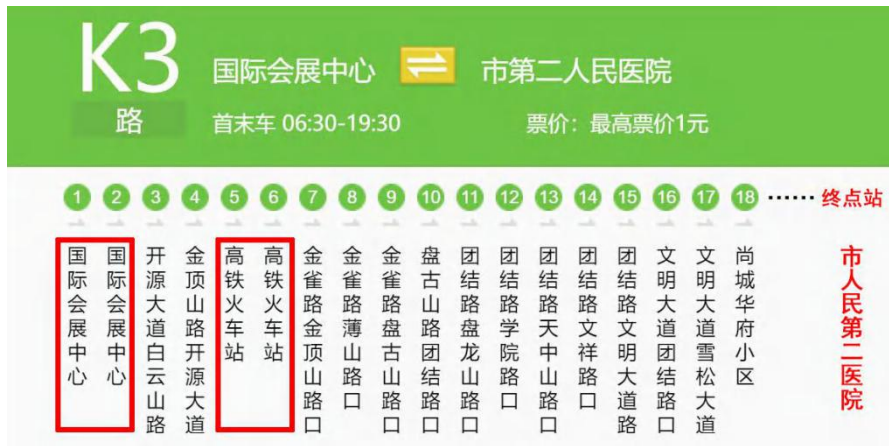 K3
路
国际会展中心
市第二人民医院
首末车 06:30-19:30
票价：最高票价1元
1 2 3 4 5 6 7 8 9 10 11 12 13 14 15 16 17 18 ······ 终点站
国际会展中心
国际会展中心
开源大道白云山路
金顶山路开源大道
高铁火车站
高铁火车站
金雀路金顶山路口
金雀路薄山路口
金雀路盘古山路口
盘古山路团结路口
团结路盘龙山路口
团结路学院路口
团结路天中山路口
团结路文祥路口
团结路文明大道路
文明大道团结路口
文明大道雪松大道
尚城华府小区
市人民第二医院